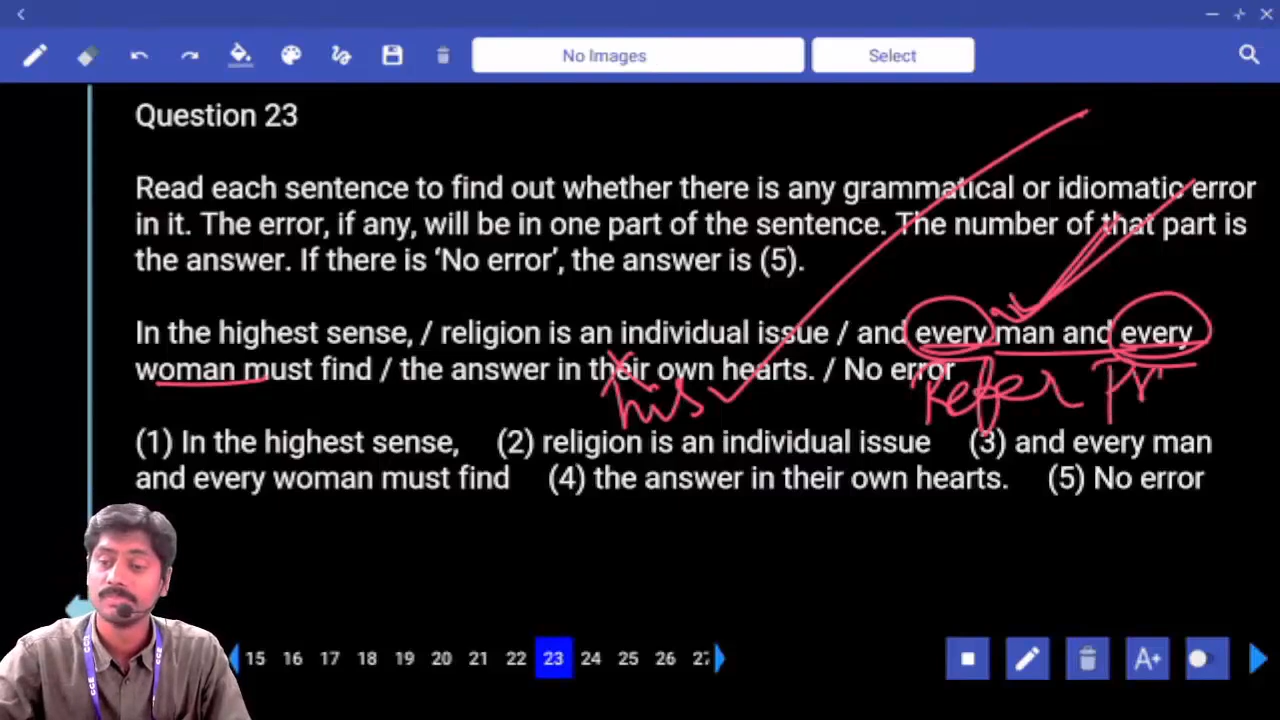 No Images
Select
Question 23
Read each sentence to find out whether there is any grammatical or idiomatic error
in it. The error, if any, will be in one part of the sentence. The number of that part is
the answer. If there is ‘No error’, the answer is (5).
In the highest sense, / religion is an individual issue / and every man and every
woman must find / the answer in their own hearts. / No error
his
Refer Pr
(1) In the highest sense, (2) religion is an individual issue (3) and every man
and every woman must find (4) the answer in their own hearts. (5) No error
CCE
15 16 17 18 19 20 21 22 23 24 25 26
A+